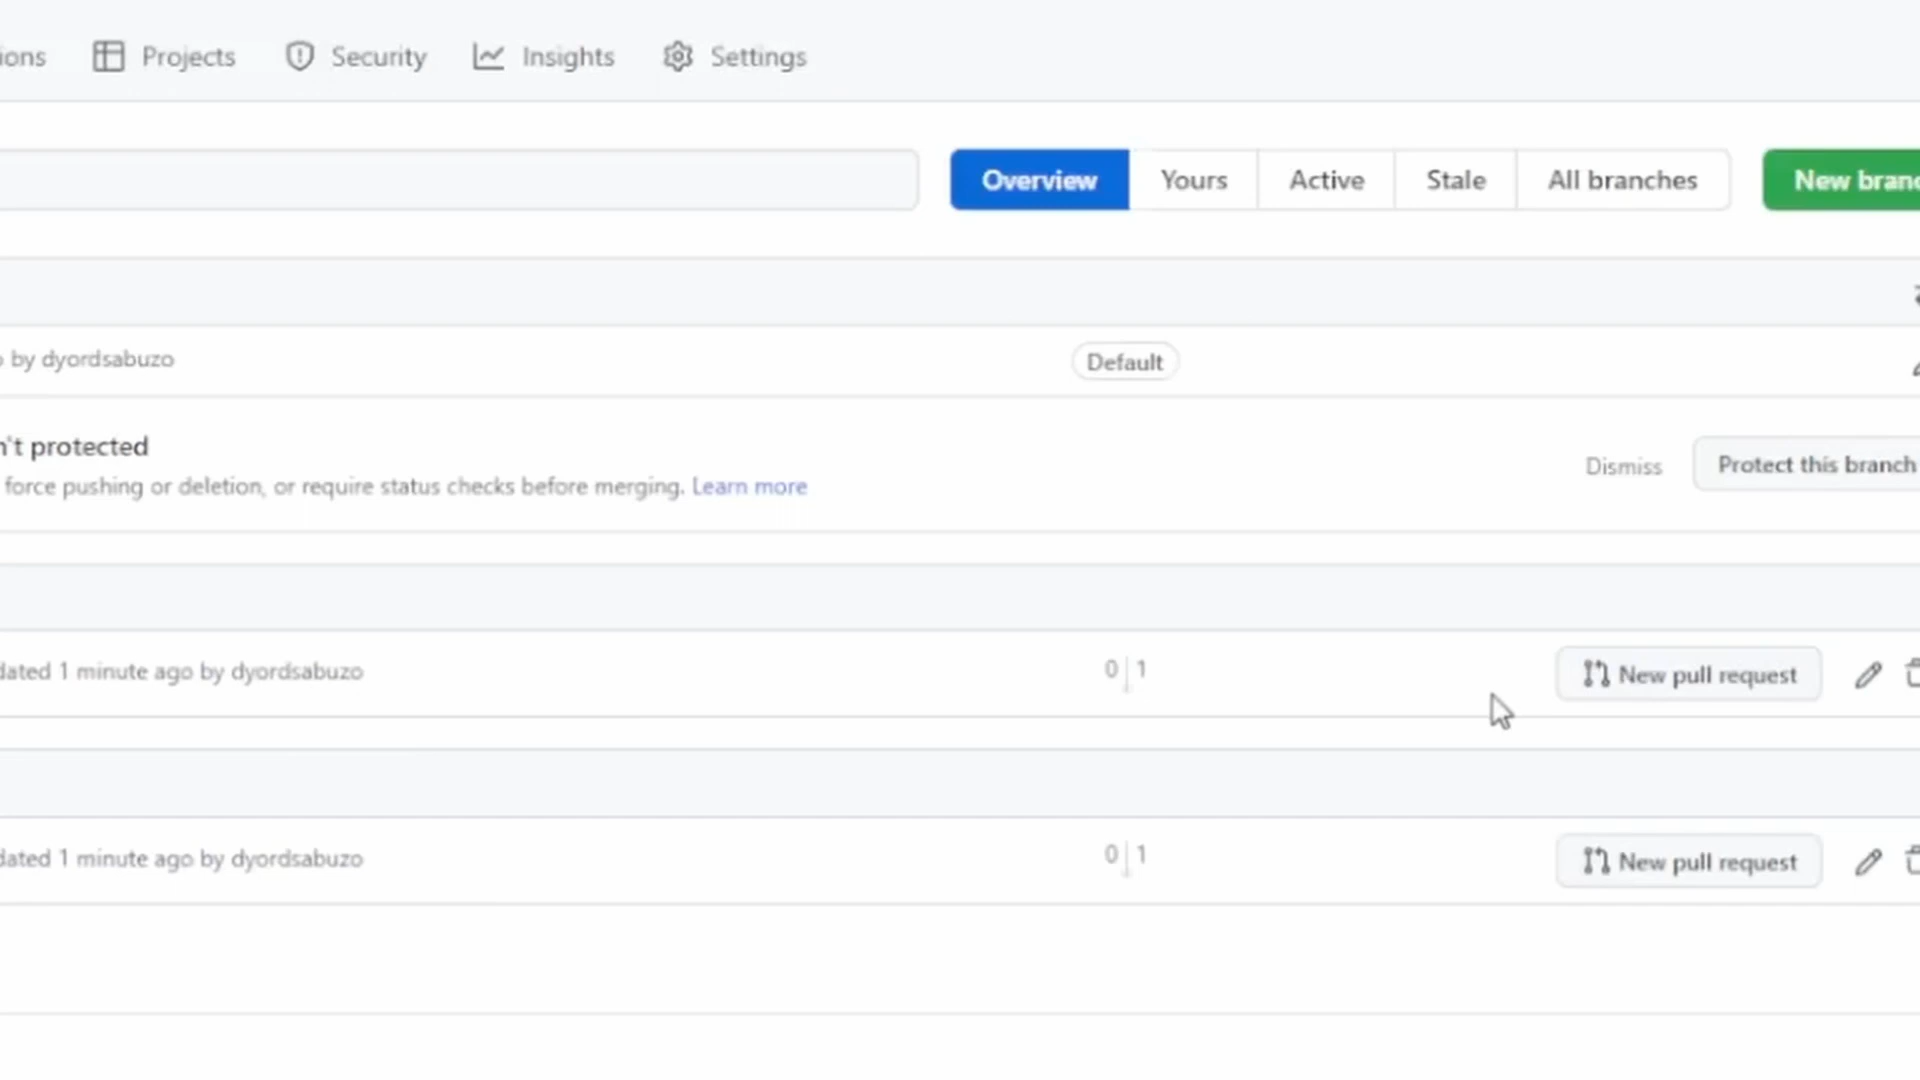 ions Projects Security Insights Settings
Overview Yours Active Stale All branches New branc
o by dyordsabuzo Default
n't protected
force pushing or deletion, or require status checks before merging. Learn more
Dismiss Protect this branch
dated 1 minute ago by dyordsabuzo 0 | 1 New pull request
dated 1 minute ago by dyordsabuzo 0 | 1 New pull request